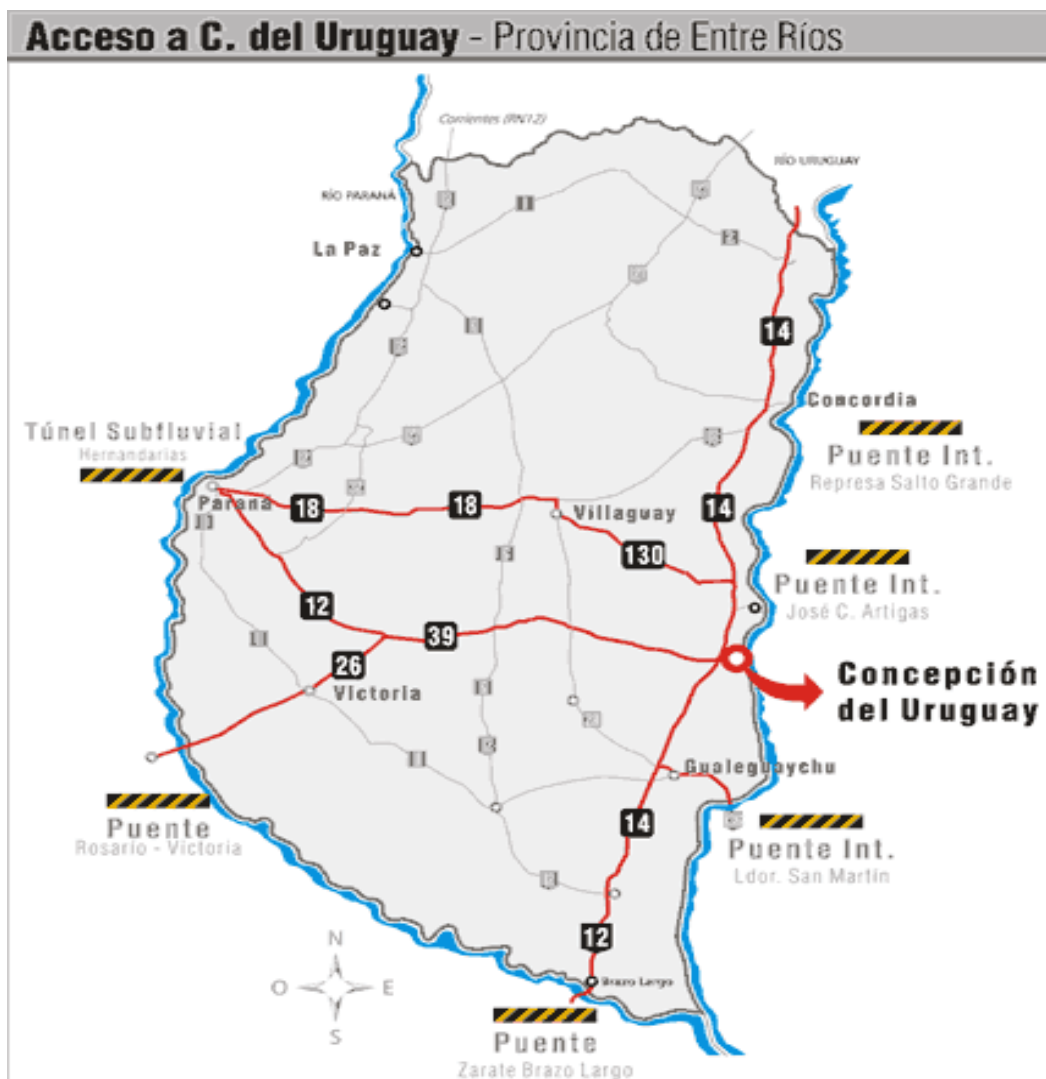 Acceso a C. del Uruguay - Provincia de Entre Ríos
Corrientes (RN12)
RÍO URUGUAY
RÍO PARANÁ
La Paz
14
Concordia
Túnel Subfluvial
Hernandarias
Puente Int.
Represa Salto Grande
Paraná
18
18
14
Villaguay
130
Puente Int.
José C. Artigas
12
39
26
Victoria
Concepción
del Uruguay
Gualeguaychu
Puente
Rosario - Victoria
14
Puente Int.
Ldor. San Martín
12
N
O
E
S
Brazo Largo
Puente
Zarate Brazo Largo